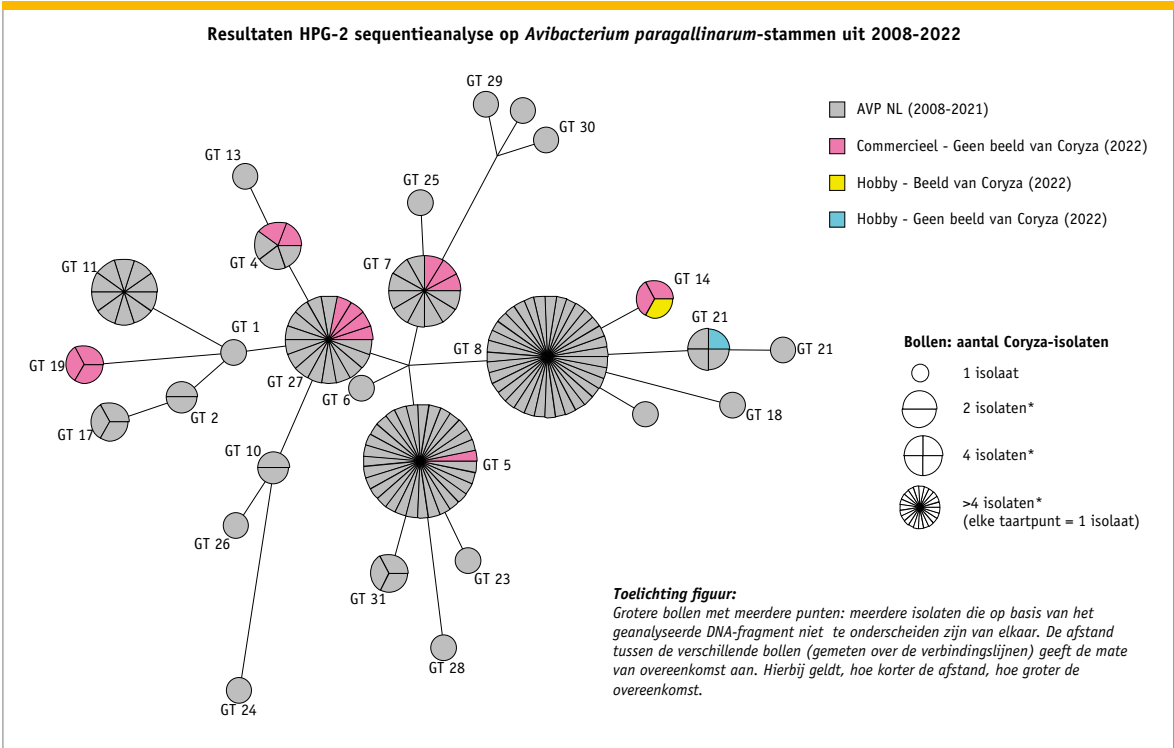 Resultaten HPG-2 sequentieanalyse op Avibacterium paragallinarum-stammen uit 2008-2022
GT 29
GT 30
GT 13
GT 25
GT 4
GT 7
GT 11
GT 14
GT 1
GT 8
GT 21
GT 21
GT 19
GT 27
GT 6
GT 2
GT 18
GT 17
GT 10
GT 5
GT 26
GT 23
GT 31
GT 28
GT 24
AVP NL (2008-2021)
Commercieel - Geen beeld van Coryza (2022)
Hobby - Beeld van Coryza (2022)
Hobby - Geen beeld van Coryza (2022)
Bollen: aantal Coryza-isolaten
1 isolaat
2 isolaten*
4 isolaten*
>4 isolaten*
(elke taartpunt = 1 isolaat)
Toelichting figuur:
Grotere bollen met meerdere punten: meerdere isolaten die op basis van het
geanalyseerde DNA-fragment niet te onderscheiden zijn van elkaar. De afstand
tussen de verschillende bollen (gemeten over de verbindingslijnen) geeft de mate
van overeenkomst aan. Hierbij geldt, hoe korter de afstand, hoe groter de
overeenkomst.